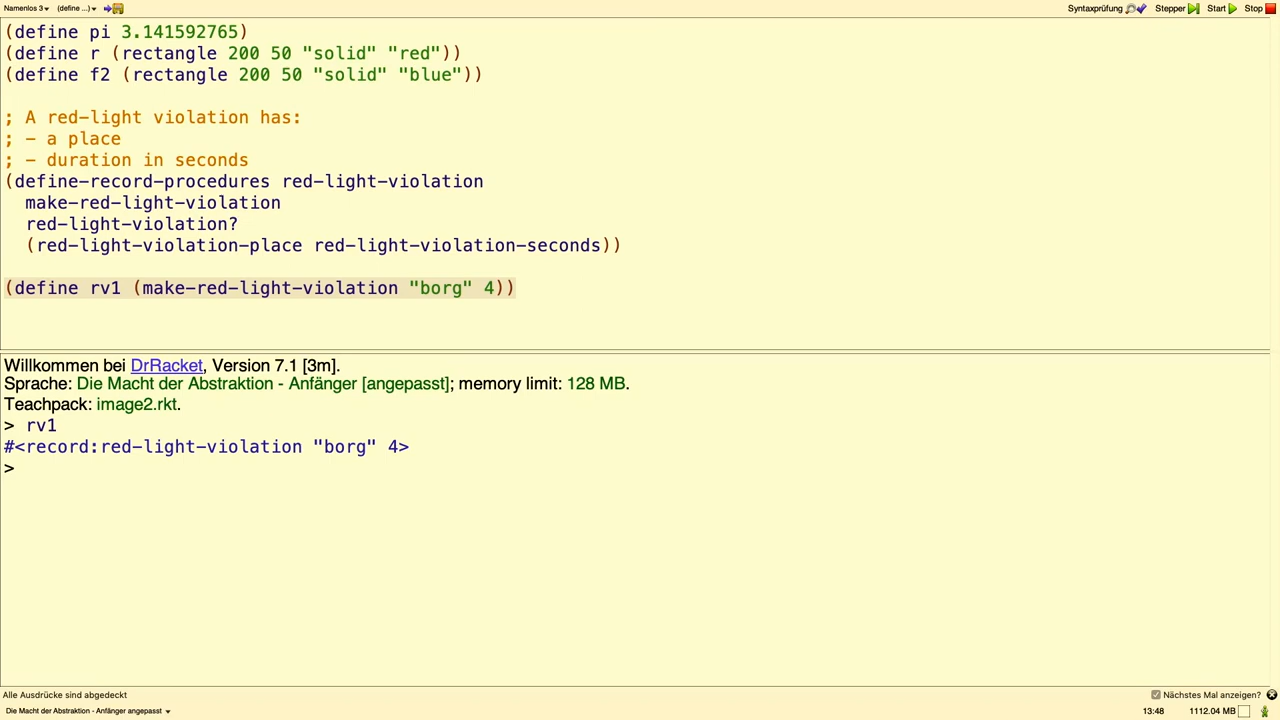 Namenlos 3 (define ...) Syntaxprüfung Stepper Start Stop
(define pi 3.141592765)
(define r (rectangle 200 50 "solid" "red"))
(define f2 (rectangle 200 50 "solid" "blue"))
; A red-light violation has:
; - a place
; - duration in seconds
(define-record-procedures red-light-violation
make-red-light-violation
red-light-violation?
(red-light-violation-place red-light-violation-seconds))
(define rv1 (make-red-light-violation "borg" 4))
Willkommen bei DrRacket, Version 7.1 [3m].
Sprache: Die Macht der Abstraktion - Anfänger [angepasst]; memory limit: 128 MB.
Teachpack: image2.rkt.
> rv1
#<record:red-light-violation "borg" 4>
>
Alle Ausdrücke sind abgedeckt Nächstes Mal anzeigen?
Die Macht der Abstraktion - Anfänger angepasst 13:48 1112.04 MB